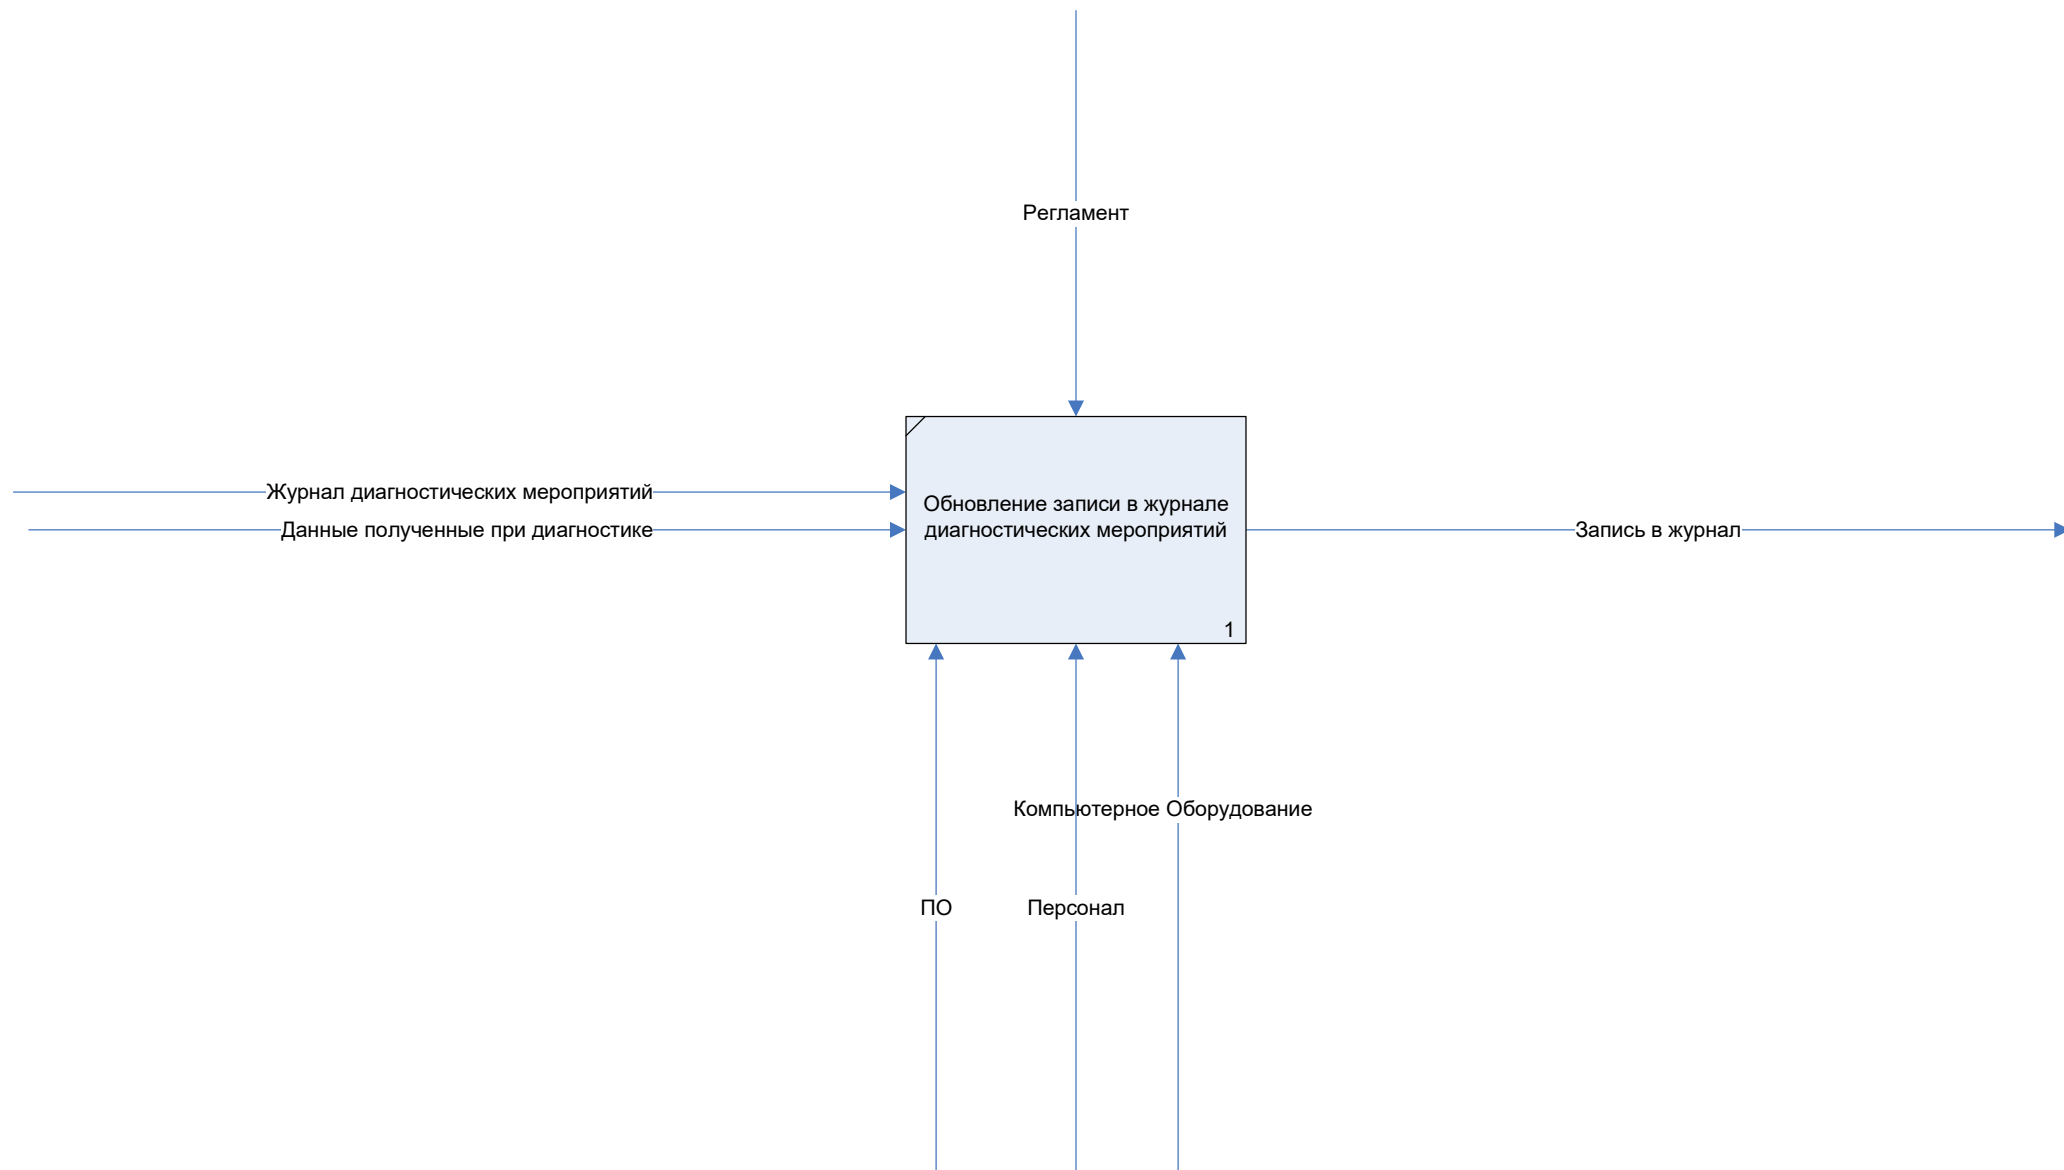 Регламент
Журнал диагностических мероприятий
Данные полученные при диагностике
Обновление записи в журнале
диагностических мероприятий
Запись в журнал
1
Компьютерное Оборудование
ПО
Персонал